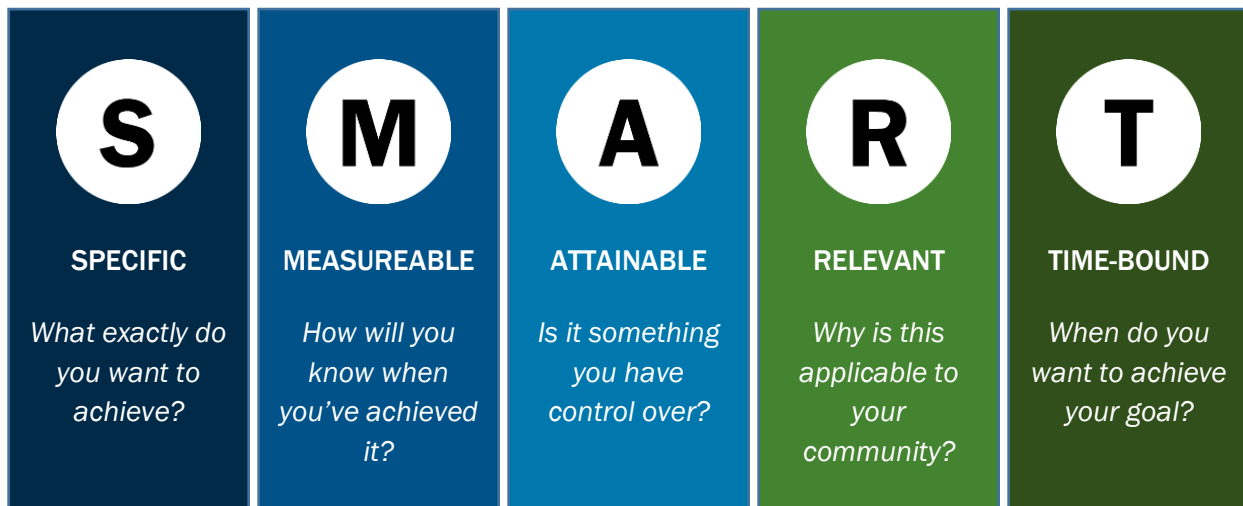 S
SPECIFIC
What exactly do
you want to
achieve?
M
MEASUREABLE
How will you
know when
you've achieved
it?
A
ATTAINABLE
Is it something
you have
control over?
R
RELEVANT
Why is this
applicable to
your
community?
T
TIME-BOUND
When do you
want to achieve
your goal?